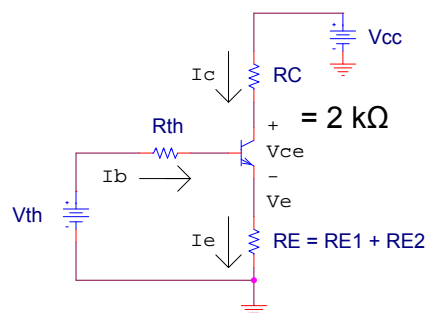 Vcc
Ic
RC
= 2 kΩ
Rth
+
Vce
-
Ib
Ve
Vth
Ie
RE = RE1 + RE2